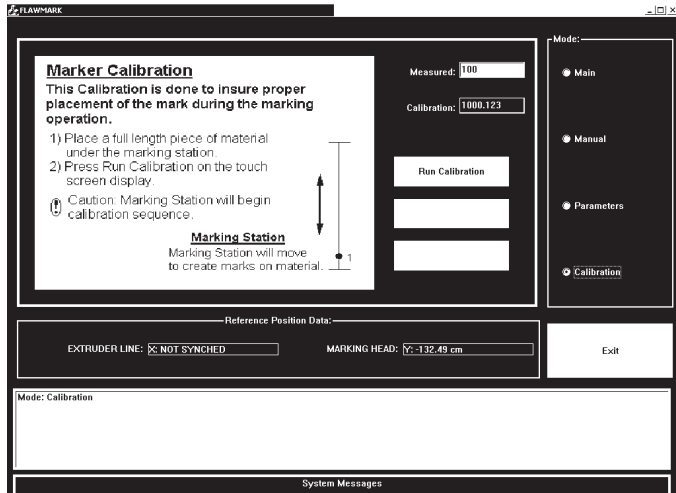 FLAWMARK
Mode:
Marker Calibration
This Calibration is done to insure proper
placement of the mark during the marking
operation.
1) Place a full length piece of material
under the marking station.
2) Press Run Calibration on the touch
screen display.
Caution: Marking Station will begin
calibration sequence.
Marking Station
Marking Station will move
to create marks on material.
1
Measured: 100
Calibration: 1000.123
Run Calibration
Main
Manual
Parameters
Calibration
Reference Position Data:
EXTRUDER LINE: X: NOT SYNCHED
MARKING HEAD: Y: -132.49 cm
Exit
Mode: Calibration
System Messages